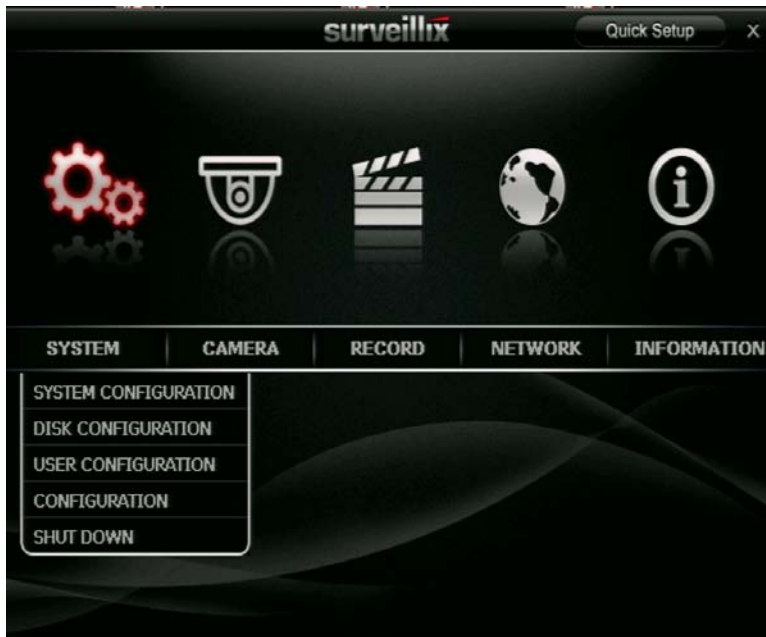 surveillix
Quick Setup
X
SYSTEM
CAMERA
RECORD
NETWORK
INFORMATION
SYSTEM CONFIGURATION
DISK CONFIGURATION
USER CONFIGURATION
CONFIGURATION
SHUT DOWN